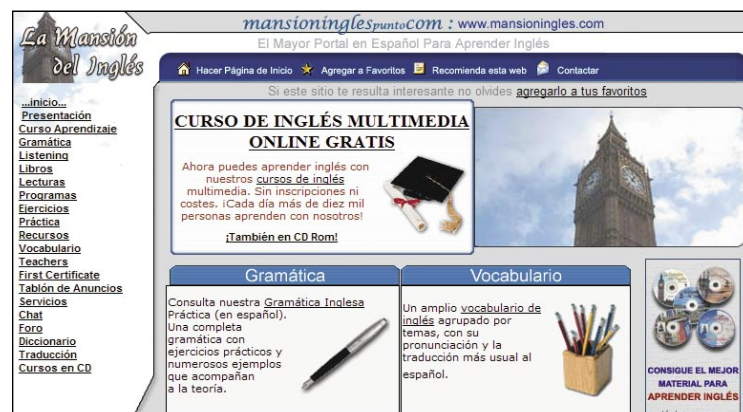 La Mansión
del Inglés
mansioninglespuntocom : www.mansioningles.com
El Mayor Portal en Español Para Aprender Inglés
Hacer Página de Inicio Agregar a Favoritos Recomienda esta web Contactar
Si este sitio te resulta interesante no olvides agregarlo a tus favoritos
...inicio...
Presentación
Curso Aprendizaje
Gramática
Listening
Libros
Lecturas
Programas
Ejercicios
Práctica
Recursos
Vocabulario
Teachers
First Certificate
Tablón de Anuncios
Servicios
Chat
Foro
Diccionario
Traducción
Cursos en CD
CURSO DE INGLÉS MULTIMEDIA
ONLINE GRATIS
Ahora puedes aprender inglés con
nuestros cursos de inglés
multimedia. Sin inscripciones ni
costes. ¡Cada día más de diez mil
personas aprenden con nosotros!
¡También en CD Rom!
Gramática
Consulta nuestra Gramática Inglesa
Práctica (en español).
Una completa
gramática con
ejercicios prácticos y
numerosos ejemplos
que acompañan
a la teoría.
Vocabulario
Un amplio vocabulario de
inglés agrupado por
temas, con su
pronunciación y la
traducción más usual al
español.
CONSIGUE EL MEJOR
MATERIAL PARA
APRENDER INGLÉS